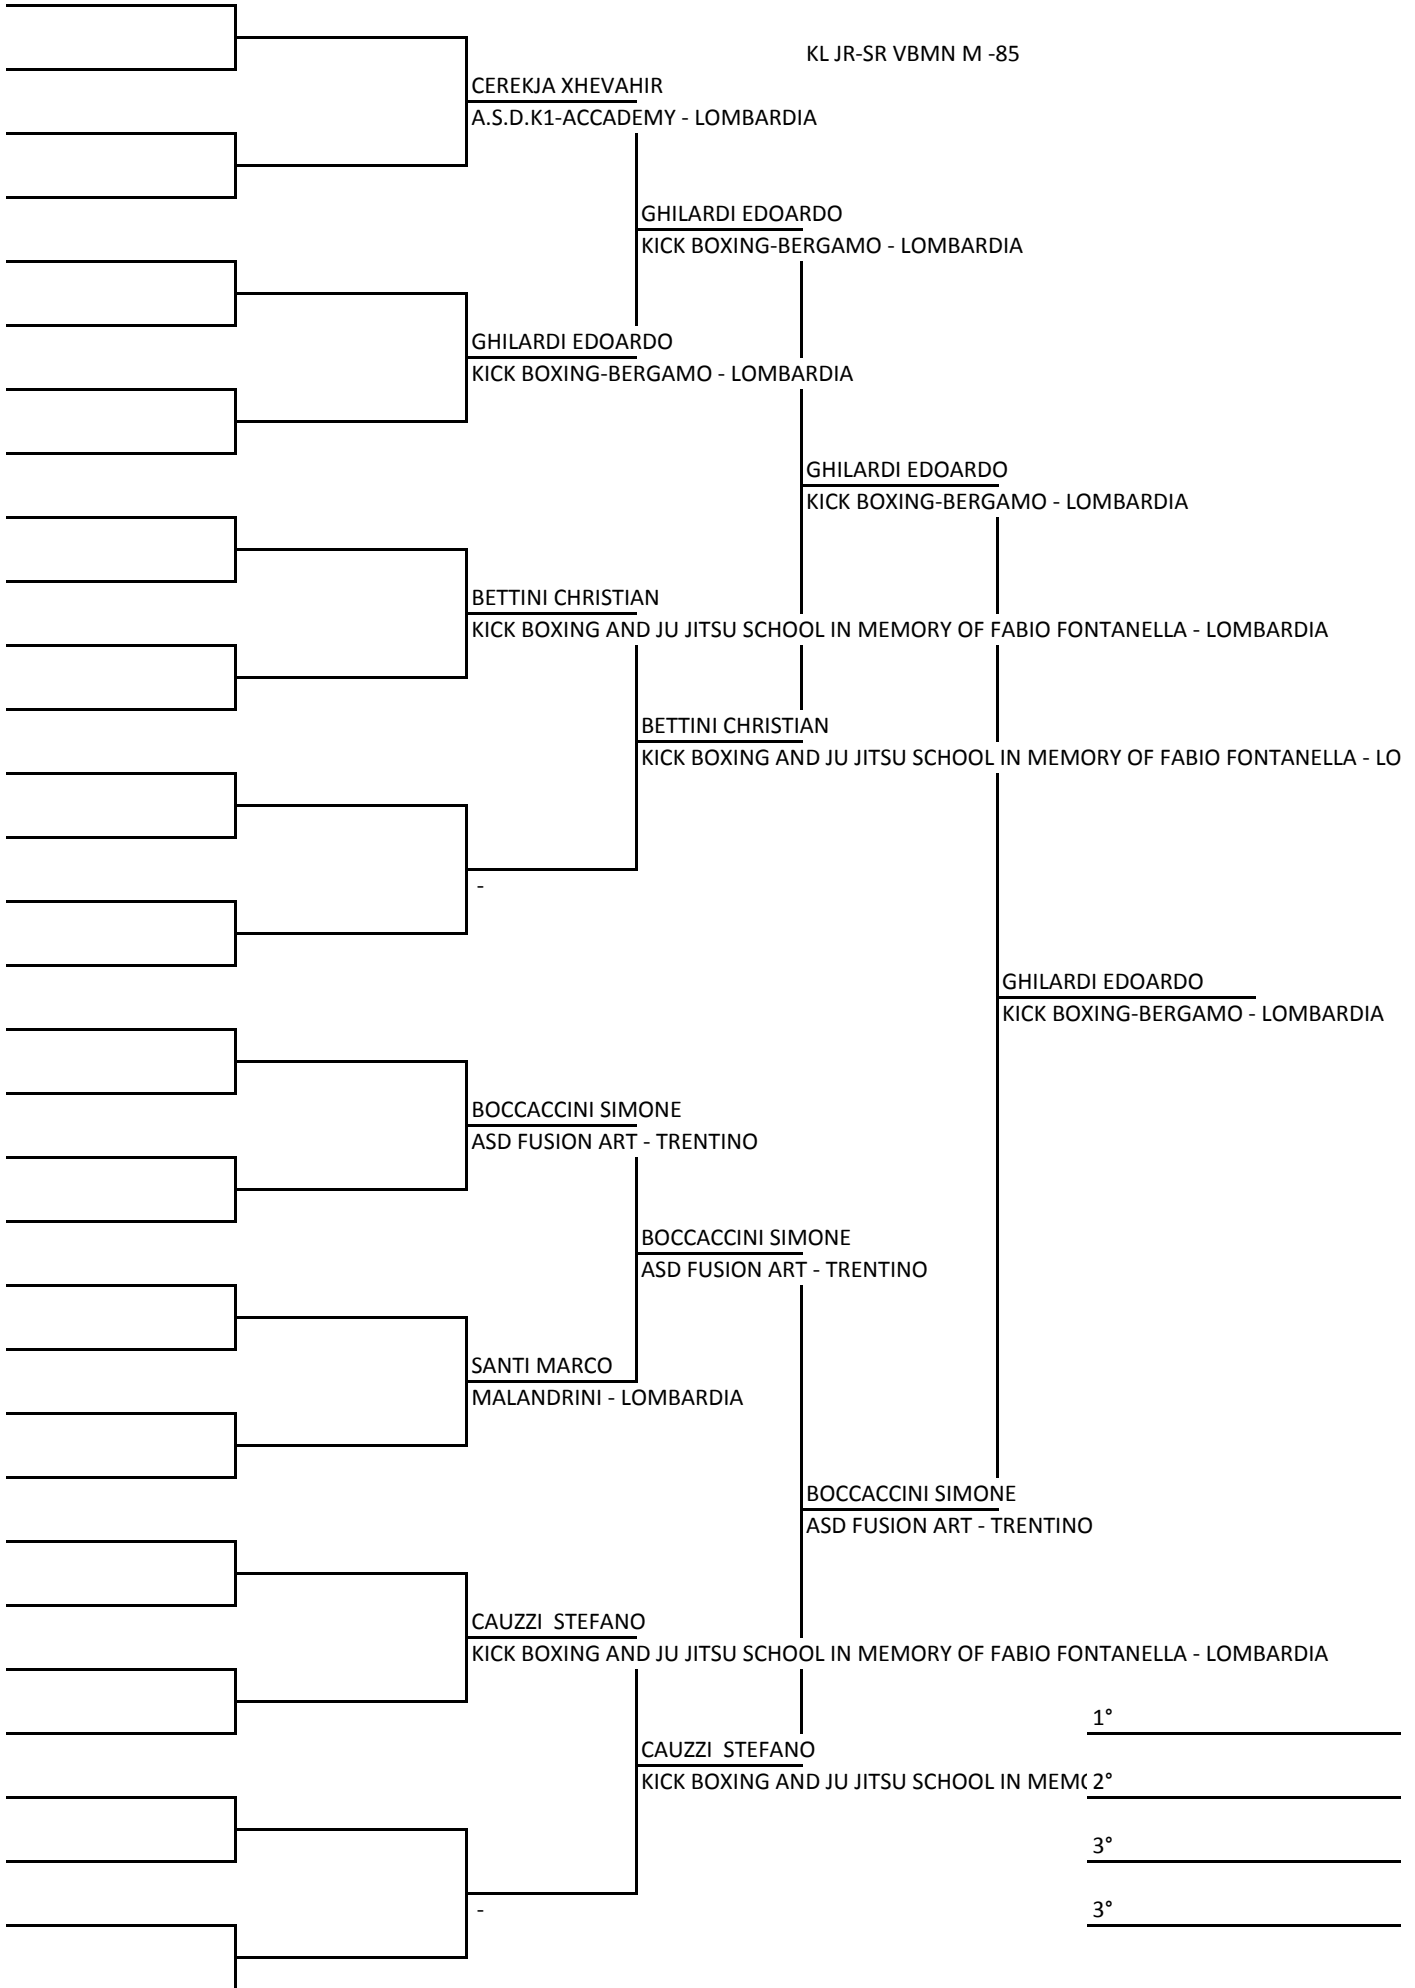 KL JR-SR VBMN M -85
CEREKJA XHEVAHIR
A.S.D.K1-ACCADEMY - LOMBARDIA
GHILARDI EDOARDO
KICK BOXING-BERGAMO - LOMBARDIA
GHILARDI EDOARDO
KICK BOXING-BERGAMO - LOMBARDIA
GHILARDI EDOARDO
KICK BOXING-BERGAMO - LOMBARDIA
BETTINI CHRISTIAN
KICK BOXING AND JU JITSU SCHOOL IN MEMORY OF FABIO FONTANELLA - LOMBARDIA
BETTINI CHRISTIAN
KICK BOXING AND JU JITSU SCHOOL IN MEMORY OF FABIO FONTANELLA - LO
-
GHILARDI EDOARDO
KICK BOXING-BERGAMO - LOMBARDIA
BOCCACCINI SIMONE
ASD FUSION ART - TRENTINO
BOCCACCINI SIMONE
ASD FUSION ART - TRENTINO
SANTI MARCO
MALANDRINI - LOMBARDIA
BOCCACCINI SIMONE
ASD FUSION ART - TRENTINO
CAUZZI  STEFANO
KICK BOXING AND JU JITSU SCHOOL IN MEMORY OF FABIO FONTANELLA - LOMBARDIA
1°
CAUZZI  STEFANO
KICK BOXING AND JU JITSU SCHOOL IN MEMO
2°
3°
-
3°